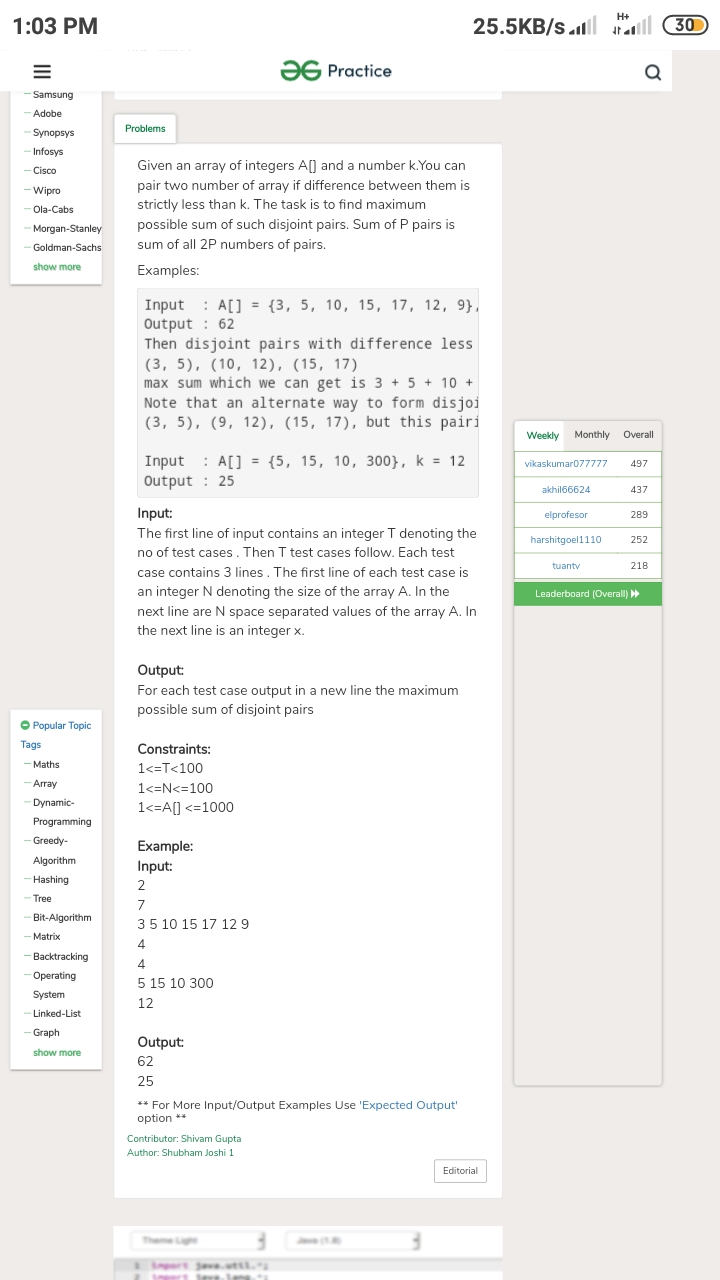 1:03 PM
25.5KB/s
H+
30
Practice
Samsung
Adobe
Synopsys
Infosys
Cisco
Wipro
Ola-Cabs
Morgan-Stanley
Goldman-Sachs
show more
Problems
Given an array of integers A[] and a number k.You can
pair two number of array if difference between them is
strictly less than k. The task is to find maximum
possible sum of such disjoint pairs. Sum of P pairs is
sum of all 2P numbers of pairs.
Examples:
Input : A[] = {3, 5, 10, 15, 17, 12, 9},
Output : 62
Then disjoint pairs with difference less
(3, 5), (10, 12), (15, 17)
max sum which we can get is 3 + 5 + 10 +
Note that an alternate way to form disjoi
(3, 5), (9, 12), (15, 17), but this pairi
Input : A[] = {5, 15, 10, 300}, k = 12
Output : 25
Input:
The first line of input contains an integer T denoting the
no of test cases . Then T test cases follow. Each test
case contains 3 lines . The first line of each test case is
an integer N denoting the size of the array A. In the
next line are N space separated values of the array A. In
the next line is an integer x.
Output:
For each test case output in a new line the maximum
possible sum of disjoint pairs
Constraints:
1<=T<100
1<=N<=100
1<=A[] <=1000
Example:
Input:
2
7
3 5 10 15 17 12 9
4
4
5 15 10 300
12
Output:
62
25
** For More Input/Output Examples Use 'Expected Output'
option **
Contributor: Shivam Gupta
Author: Shubham Joshi 1
Editorial
Weekly Monthly Overall
vikaskumar077777 497
akhil66624 437
elprofesor 289
harshitgoel1110 252
tuantv 218
Leaderboard (Overall)
Popular Topic
Tags
Maths
Array
Dynamic-
Programming
Greedy-
Algorithm
Hashing
Tree
Bit-Algorithm
Matrix
Backtracking
Operating
System
Linked-List
Graph
show more
Theme Light
Java (1.8)
1 import java.util.*;
2 import java.lang.*;